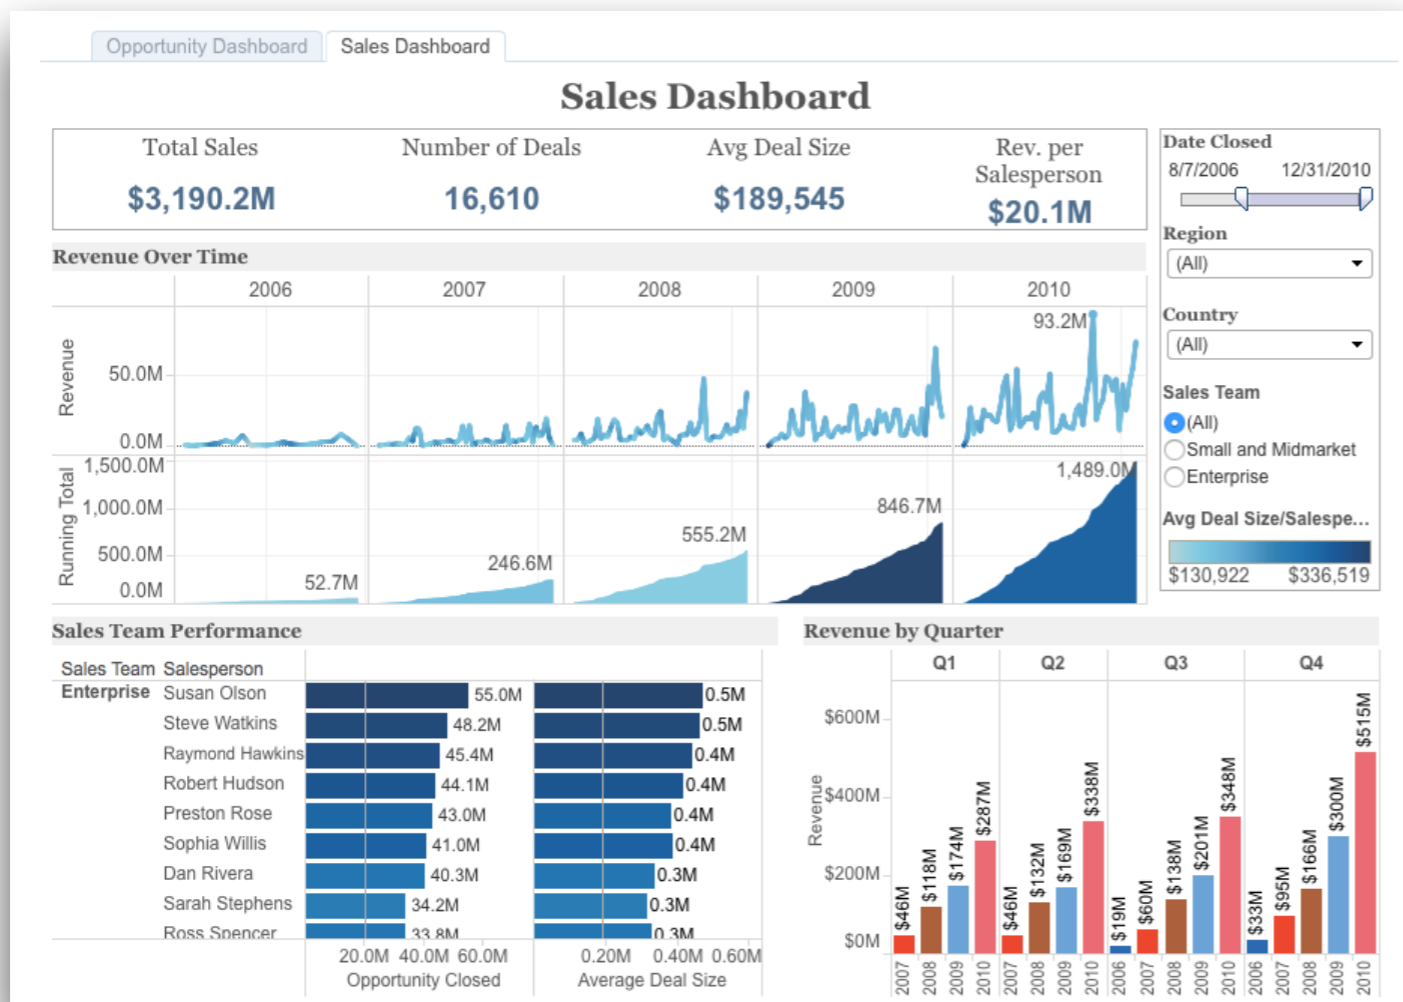 Opportunity Dashboard Sales Dashboard
Sales Dashboard
Total Sales Number of Deals Avg Deal Size Rev. per
Salesperson
$3,190.2M 16,610 $189,545 $20.1M
Date Closed
8/7/2006 12/31/2010
Region
(All)
Country
(All)
Sales Team
(All)
Small and Midmarket
Enterprise
Avg Deal Size/Salespe...
$130,922 $336,519
Revenue Over Time
2006 2007 2008 2009 2010
Revenue
50.0M
0.0M
93.2M
Running Total
1,500.0M
1,000.0M
500.0M
0.0M
52.7M 246.6M 555.2M 846.7M 1,489.0M
Sales Team Performance
Sales Team Salesperson
Enterprise Susan Olson 55.0M 0.5M
Steve Watkins 48.2M 0.5M
Raymond Hawkins 45.4M 0.4M
Robert Hudson 44.1M 0.4M
Preston Rose 43.0M 0.4M
Sophia Willis 41.0M 0.4M
Dan Rivera 40.3M 0.3M
Sarah Stephens 34.2M 0.3M
Ross Spencer 33.8M 0.3M
20.0M 40.0M 60.0M 0.20M 0.40M 0.60M
Opportunity Closed Average Deal Size
Revenue by Quarter
Q1 Q2 Q3 Q4
Revenue
$600M
$400M
$200M
$0M
$46M $118M $174M $287M $46M $132M $169M $338M $19M $60M $138M $201M $348M $33M $95M $166M $300M $515M
2007 2008 2009 2010 2007 2008 2009 2010 2006 2007 2008 2009 2010 2006 2007 2008 2009 2010